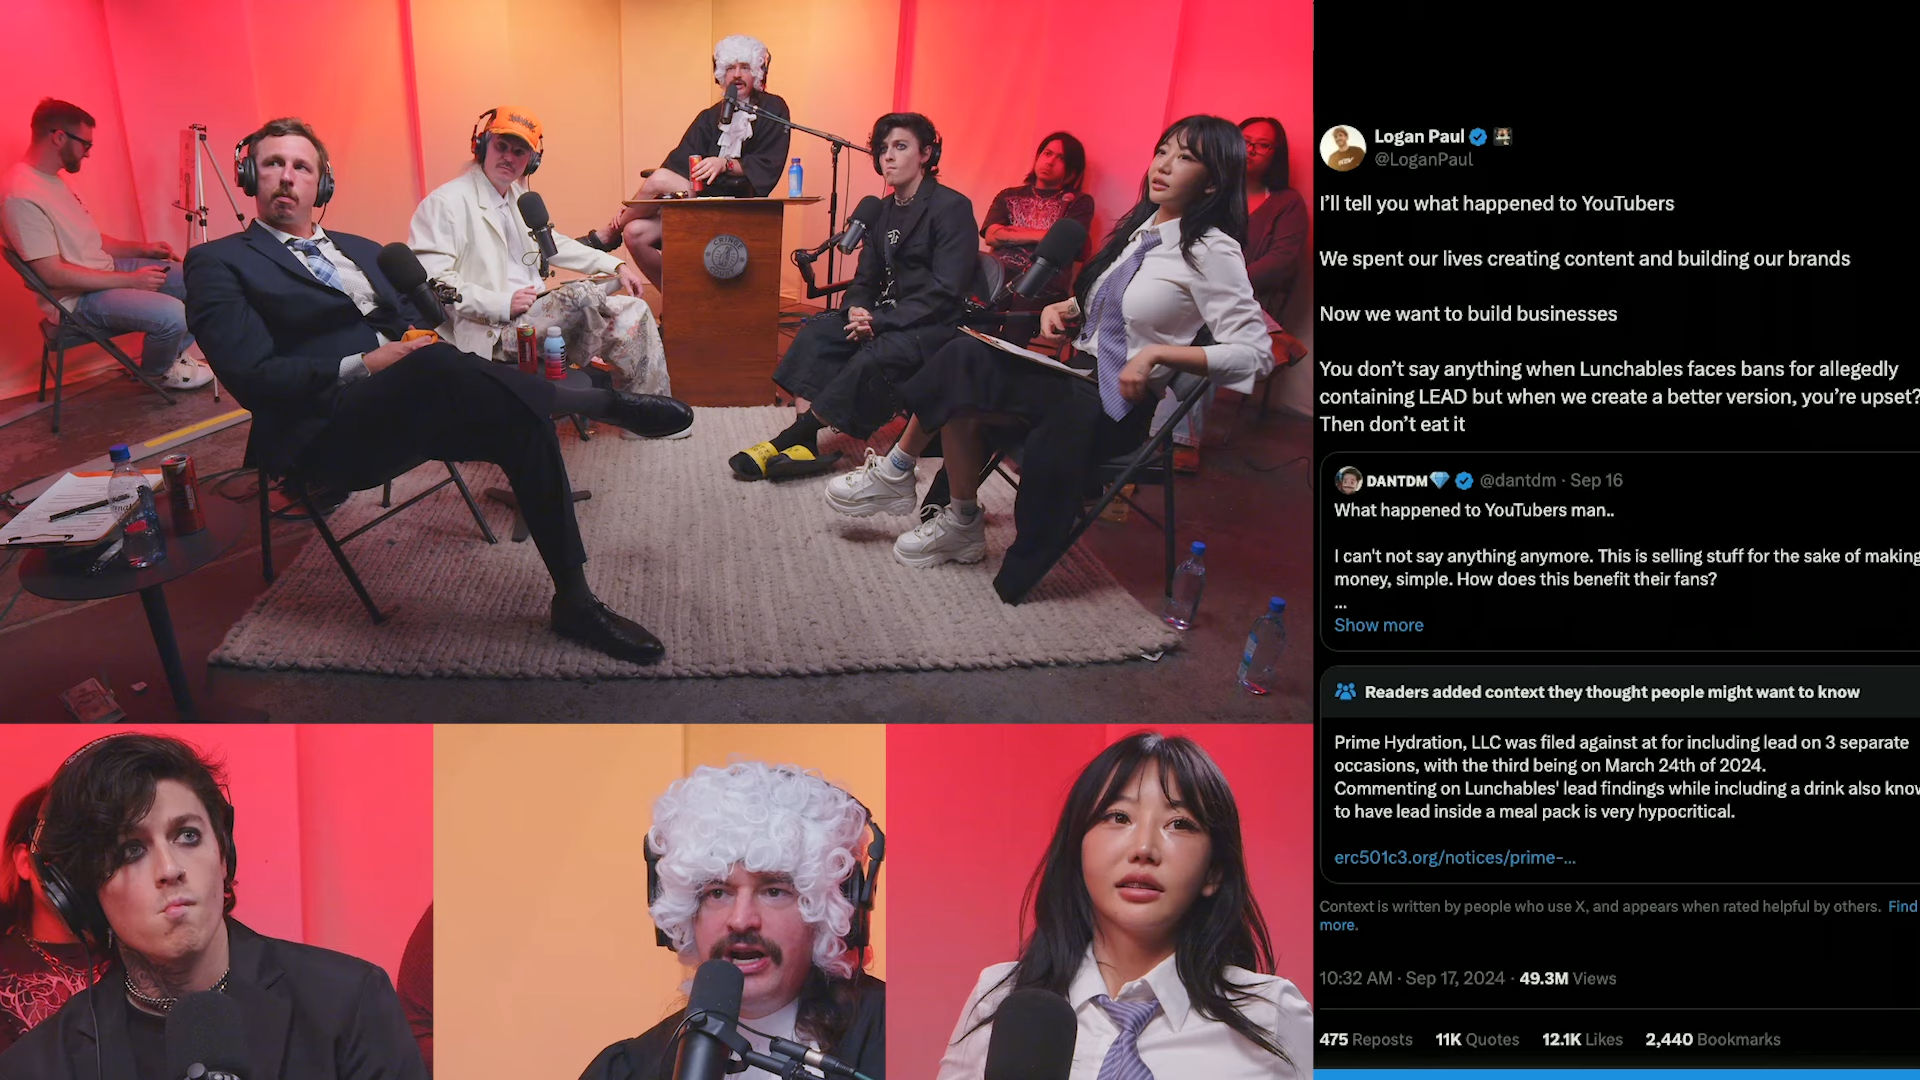 CRINGE
Logan Paul
@LoganPaul
I’ll tell you what happened to YouTubers
We spent our lives creating content and building our brands
Now we want to build businesses
You don’t say anything when Lunchables faces bans for allegedly
containing LEAD but when we create a better version, you’re upset?
Then don’t eat it
DANTDM @dantdm · Sep 16
What happened to YouTubers man..
I can't not say anything anymore. This is selling stuff for the sake of making
money, simple. How does this benefit their fans?
...
Show more
Readers added context they thought people might want to know
Prime Hydration, LLC was filed against at for including lead on 3 separate
occasions, with the third being on March 24th of 2024.
Commenting on Lunchables' lead findings while including a drink also know
to have lead inside a meal pack is very hypocritical.
erc501c3.org/notices/prime-...
Context is written by people who use X, and appears when rated helpful by others. Find
more.
10:32 AM · Sep 17, 2024 · 49.3M Views
475 Reposts 11K Quotes 12.1K Likes 2,440 Bookmarks